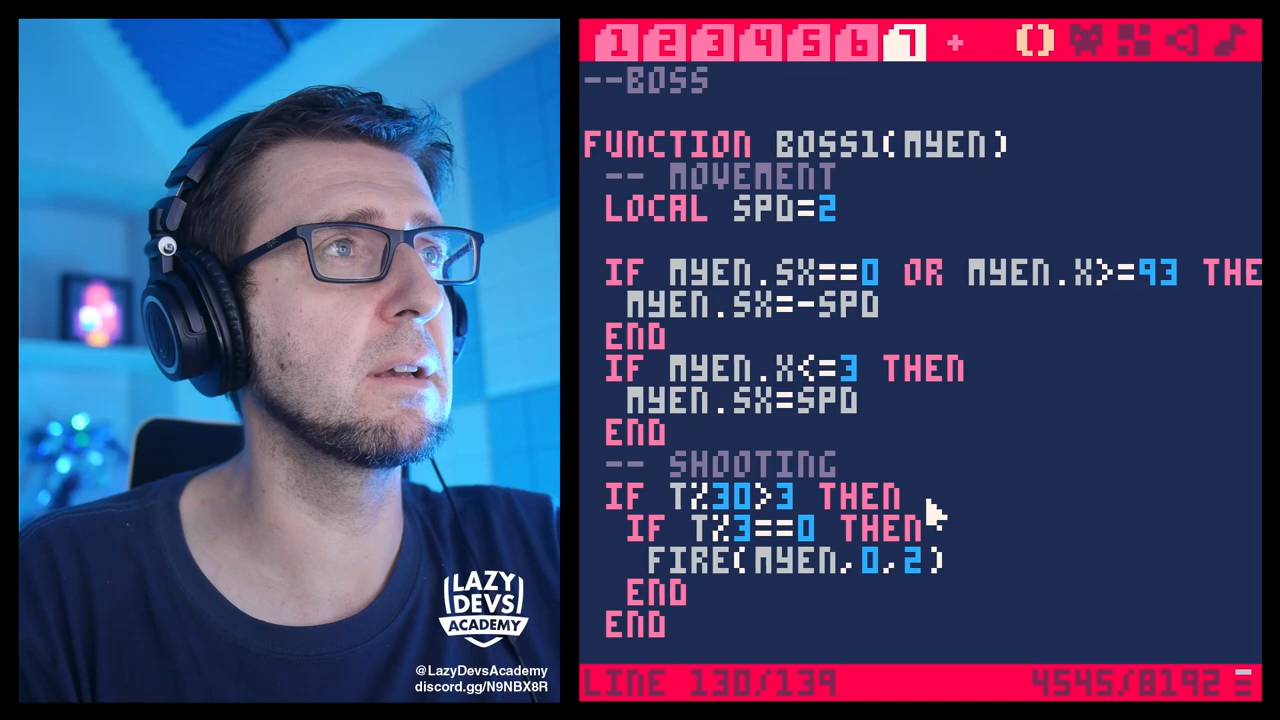 1 2 3 4 5 6 7 + ()
--BOSS
FUNCTION BOSS1(MYEN)
-- MOVEMENT
LOCAL SPD=2
IF MYEN.SX==0 OR MYEN.X>=93 THE
MYEN.SX=-SPD
END
IF MYEN.X<=3 THEN
MYEN.SX=SPD
END
-- SHOOTING
IF T%30>3 THEN
IF T%3==0 THEN
FIRE(MYEN,0,2)
END
END
LINE 130/139 4545/8192
LAZY
DEVS
ACADEMY
@LazyDevsAcademy
discord.gg/N9NBX8R